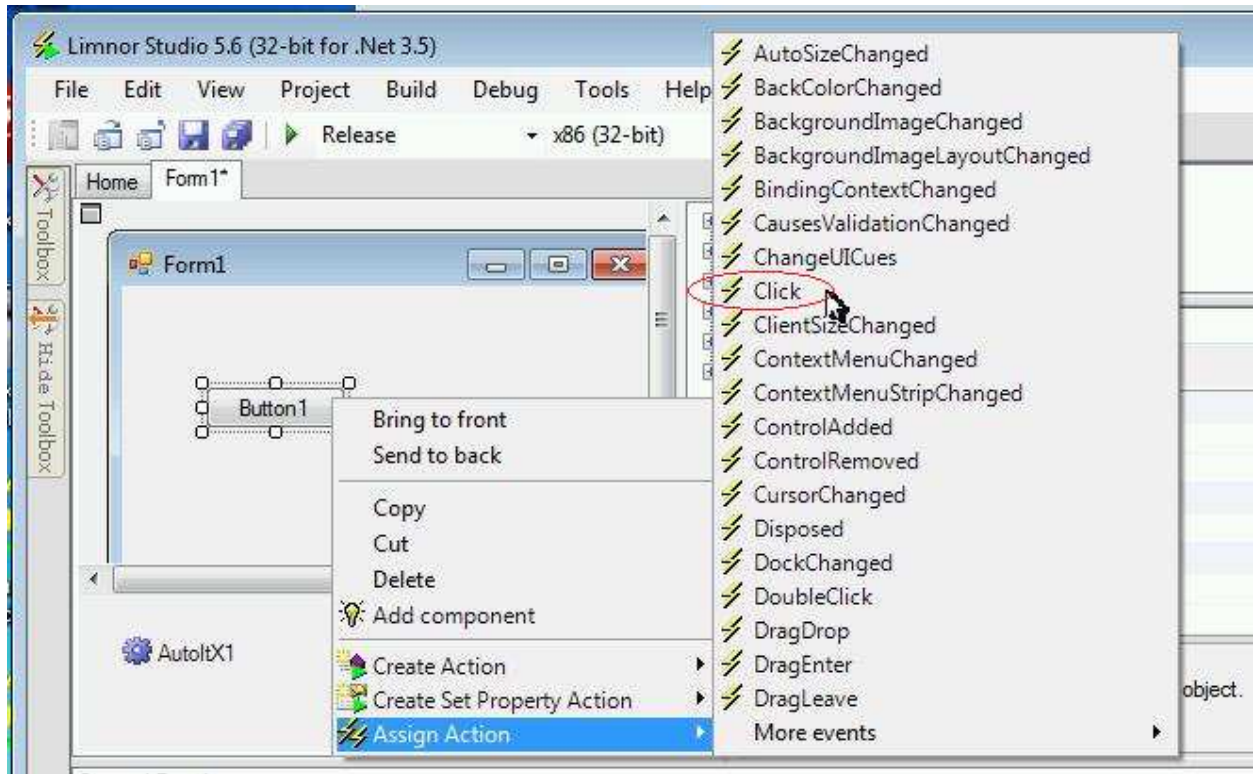 Limnor Studio 5.6 (32-bit for .Net 3.5)
File Edit View Project Build Debug Tools Help
Release x86 (32-bit)
Home Form1*
Toolbox
Hide Toolbox
Form1
Button1
AutoItX1
Bring to front
Send to back
Copy
Cut
Delete
Add component
Create Action
Create Set Property Action
Assign Action
AutoSizeChanged
BackColorChanged
BackgroundImageChanged
BackgroundImageLayoutChanged
BindingContextChanged
CausesValidationChanged
ChangeUICues
Click
ClientSizeChanged
ContextMenuChanged
ContextMenuStripChanged
ControlAdded
ControlRemoved
CursorChanged
Disposed
DockChanged
DoubleClick
DragDrop
DragEnter
DragLeave
More events
object.